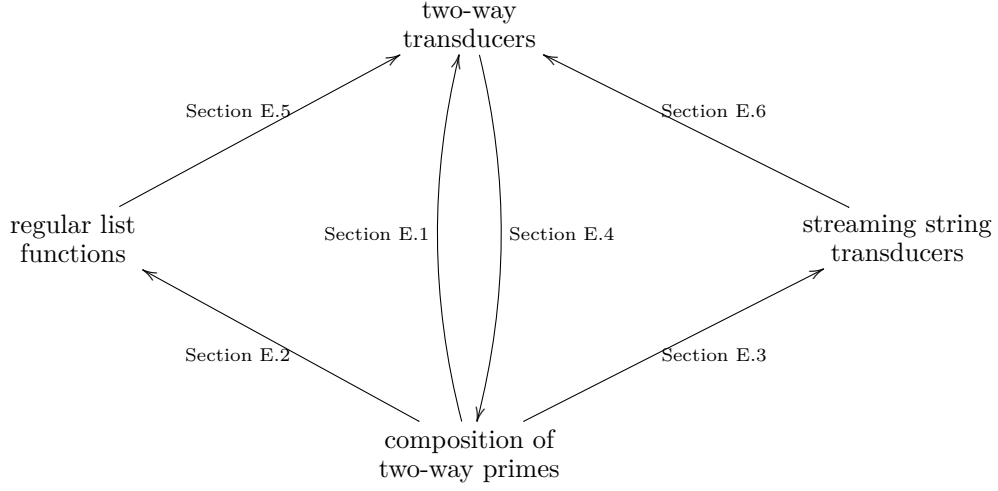 two-way
transducers
Section E.5
Section E.6
regular list
functions
Section E.1
Section E.4
streaming string
transducers
Section E.2
Section E.3
composition of
two-way primes